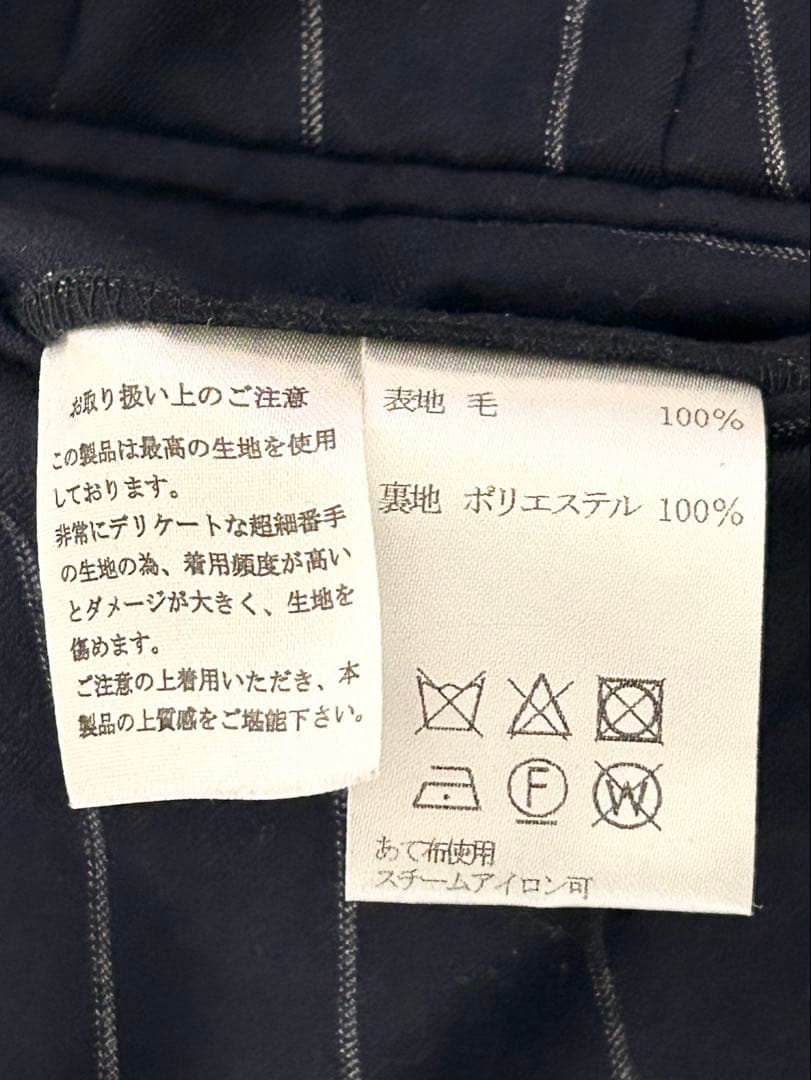 お取り扱い上のご注意
この製品は最高の生地を使用
しております。
非常にデリケートな超細番手
の生地の為、着用頻度が高い
とダメージが大きく、生地を
傷めます。
ご注意の上着用いただき、本
製品の上質感をご堪能下さい。
表地 毛 100%
裏地 ポリエステル 100%
F W
あて布使用
スチームアイロン可